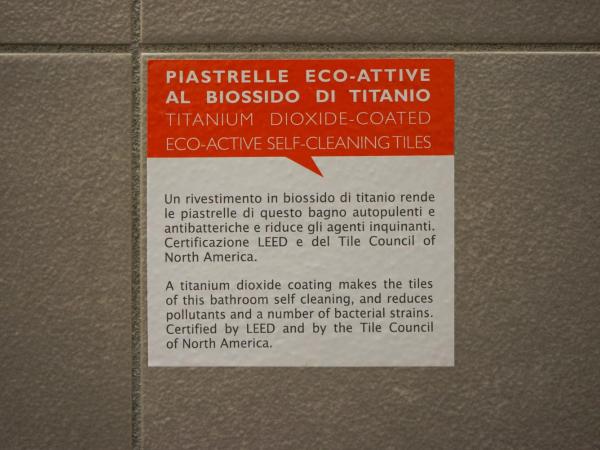 PIASTRELLE ECO-ATTIVE
AL BIOSSIDO DI TITANIO
TITANIUM DIOXIDE-COATED
ECO-ACTIVE SELF-CLEANING TILES
Un rivestimento in biossido di titanio rende
le piastrelle di questo bagno autopulenti e
antibatteriche e riduce gli agenti inquinanti.
Certificazione LEED e del Tile Council of
North America.
A titanium dioxide coating makes the tiles
of this bathroom self cleaning, and reduces
pollutants and a number of bacterial strains.
Certified by LEED and by the Tile Council
of North America.